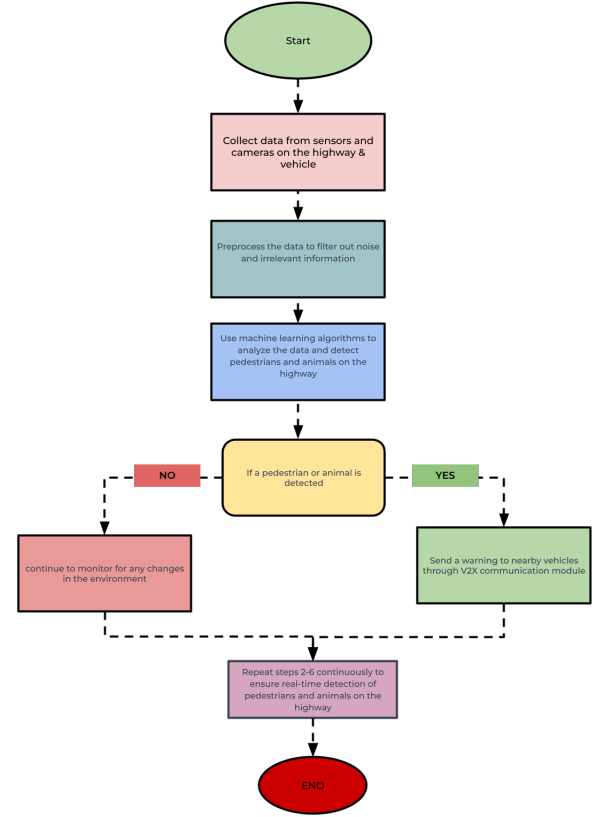 Start
Collect data from sensors and
cameras on the highway &
vehicle
Preprocess the data to filter out noise
and irrelevant information
Use machine learning algorithms to
analyze the data and detect
pedestrians and animals on the
highway
If a pedestrian or animal is
detected
NO
YES
continue to monitor for any changes
in the environment
Send a warning to nearby vehicles
through V2X communication module
Repeat steps 2-6 continuously to
ensure real-time detection of
pedestrians and animals on the
highway
END